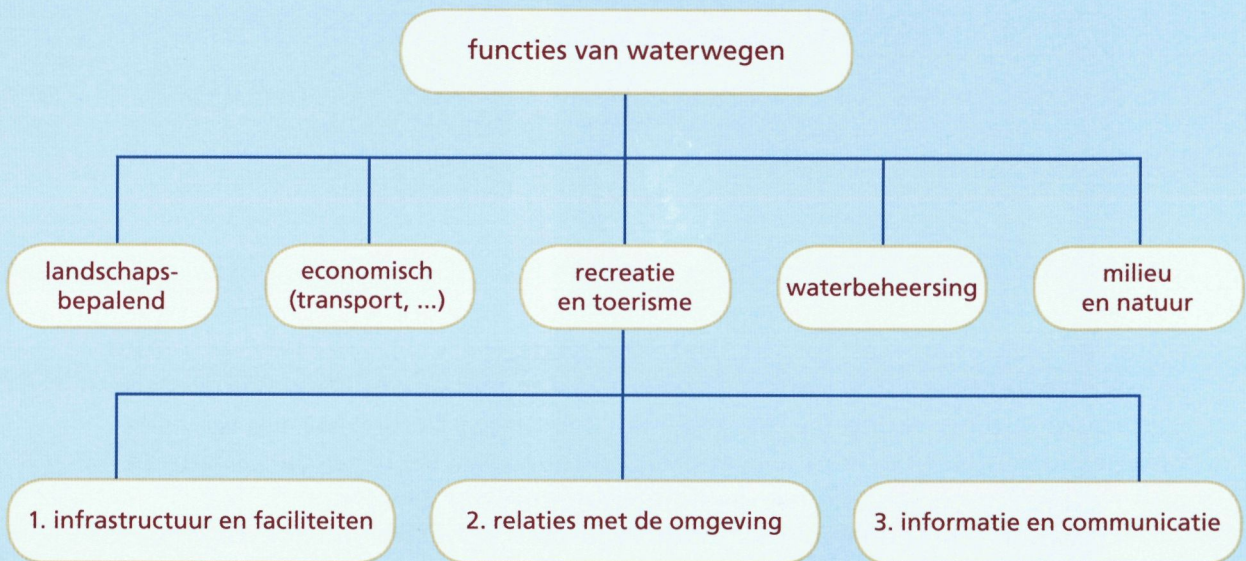 functies van waterwegen
landschaps-
bepalend
economisch
(transport, ...)
recreatie
en toerisme
waterbeheersing
milieu
en natuur
1. infrastructuur en faciliteiten
2. relaties met de omgeving
3. informatie en communicatie